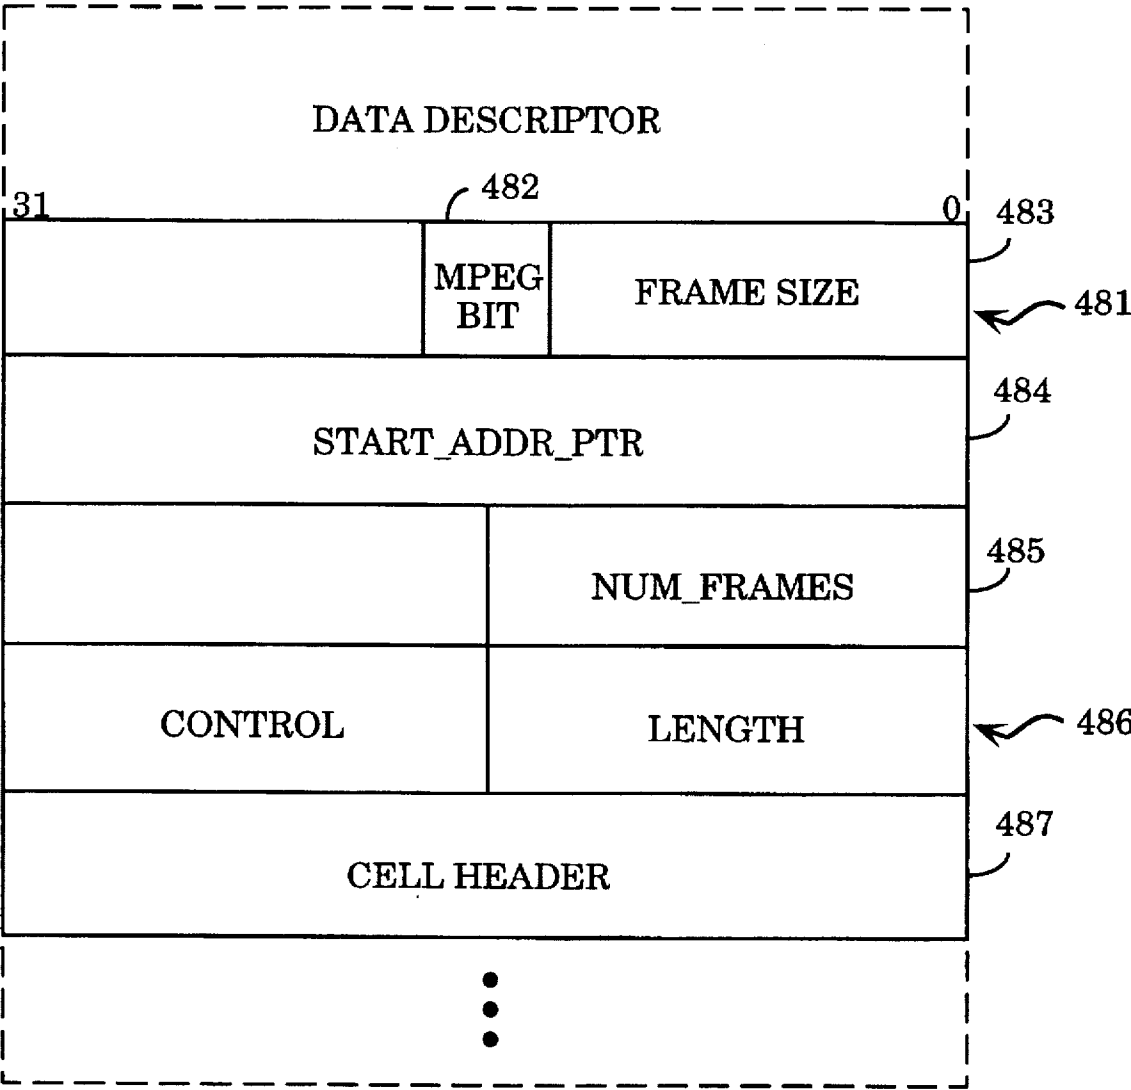 DATA DESCRIPTOR
31
482
0
483
MPEG
BIT
FRAME SIZE
481
START_ADDR_PTR
484
NUM_FRAMES
485
CONTROL
LENGTH
486
CELL HEADER
487